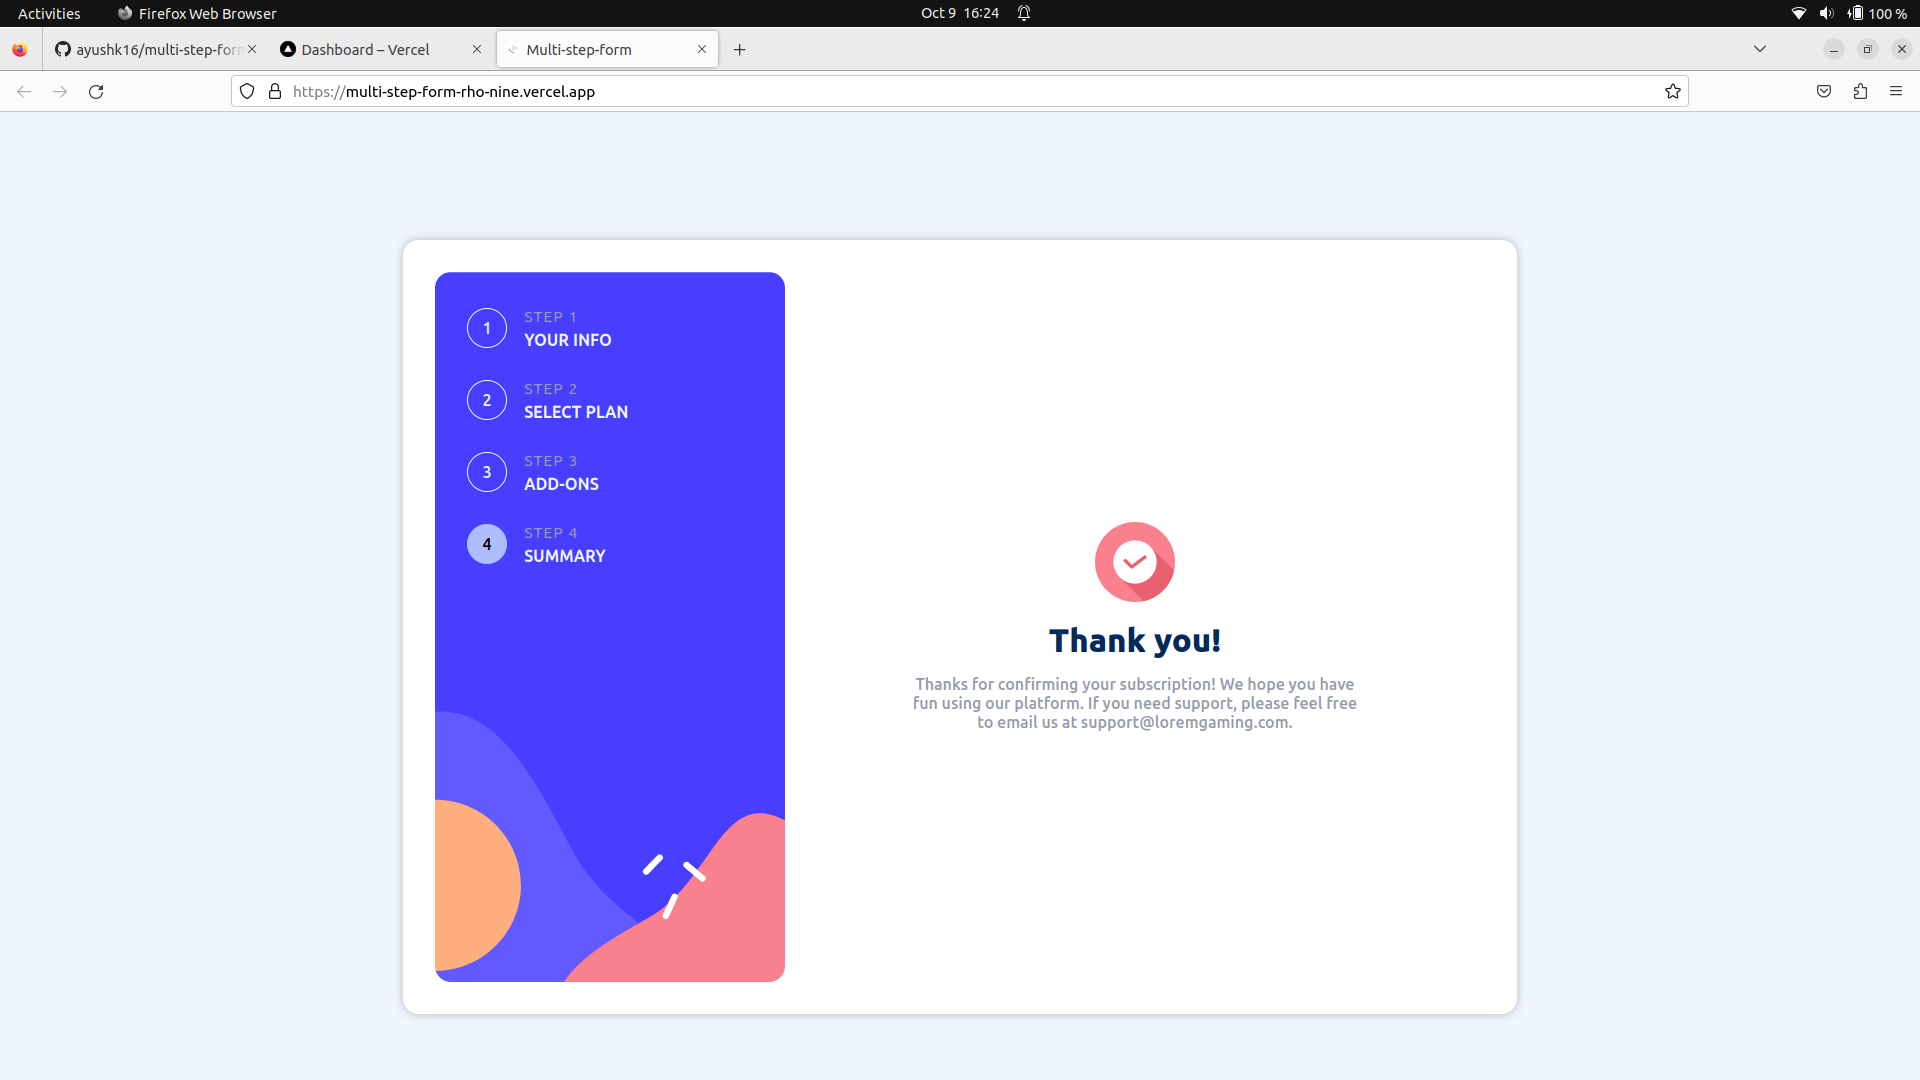 Activities Firefox Web Browser Oct 9 16:24 100 %
ayushk16/multi-step-form Dashboard – Vercel Multi-step-form
https://multi-step-form-rho-nine.vercel.app
1 STEP 1
YOUR INFO
2 STEP 2
SELECT PLAN
3 STEP 3
ADD-ONS
4 STEP 4
SUMMARY
Thank you!
Thanks for confirming your subscription! We hope you have
fun using our platform. If you need support, please feel free
to email us at support@loremgaming.com.